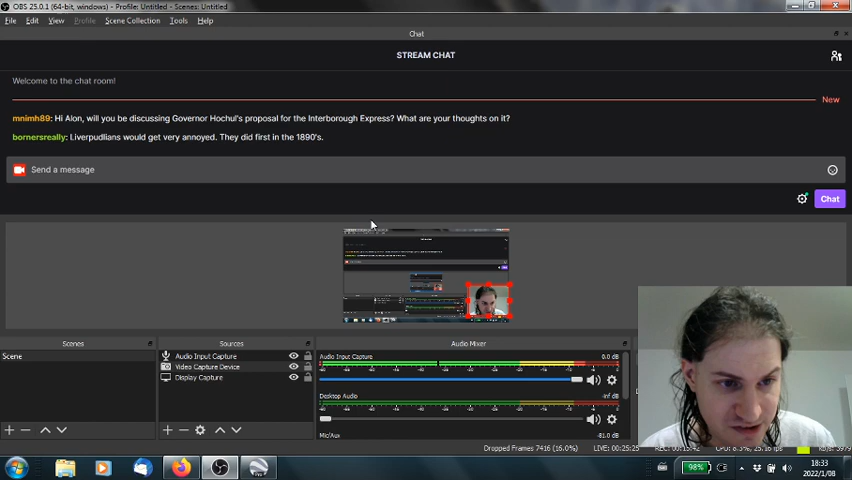 OBS 25.0.1 (64-bit, windows) - Profile: Untitled - Scenes: Untitled
File Edit View Profile Scene Collection Tools Help
Chat
STREAM CHAT
Welcome to the chat room!
New
mnimh89: Hi Alon, will you be discussing Governor Hochul's proposal for the Interborough Express? What are your thoughts on it?
bornersreally: Liverpudlians would get very annoyed. They did first in the 1890's.
Send a message
Chat
Scenes Sources Audio Mixer
Scene
Audio Input Capture
Video Capture Device
Display Capture
Audio Input Capture 0.0 dB
Desktop Audio -inf dB
Mic/Aux -81.0 dB
Dropped Frames 7416 (16.0%) LIVE: 00:25:25
98%
18:33
2022/1/08